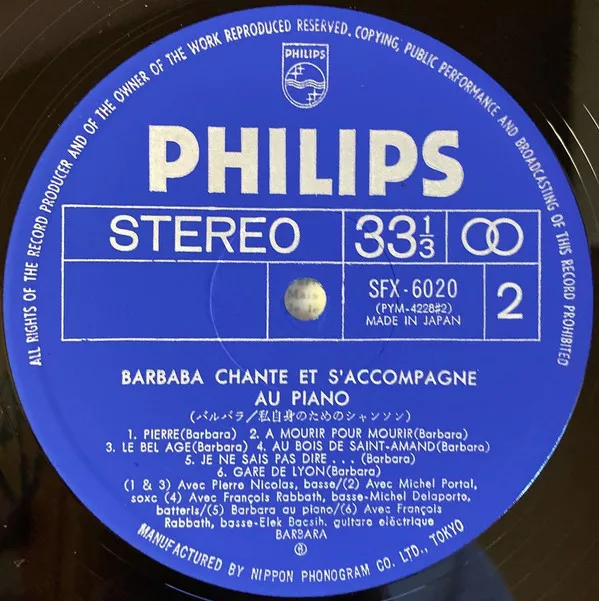 ALL RIGHTS OF THE RECORD PRODUCER AND OF THE OWNER OF THE WORK REPRODUCED RESERVED. COPYING, PUBLIC PERFORMANCE AND BROADCASTING OF THIS RECORD PROHIBITED
PHILIPS
PHILIPS
STEREO
33 1/3
SFX-6020
(PYM-4228#2)
MADE IN JAPAN
2
Mais
BARBABA CHANTE ET S'ACCOMPAGNE
AU PIANO
(バルバラ/私自身のためのシャンソン)
1. PIERRE(Barbara) 2. A MOURIR POUR MOURIR(Barbara)
3. LE BEL AGE(Barbara) 4. AU BOIS DE SAINT-AMAND(Barbara)
5. JE NE SAIS PAS DIRE . . . (Barbara)
6. GARE DE LYON(Barbara)
(1 & 3) Avec Pierre Nicolas, basse/(2) Avec Michel Portal,
soxc (4) Avec François Rabbath, basse-Michel Delaporto,
batteris/(5) Barbara au piano/(6) Avec François
Rabbath, basse-Elek Bacsih, guitare elèctrique
BARBARA
Ⓡ
MANUFACTURED BY NIPPON PHONOGRAM CO. LTD., TOKYO